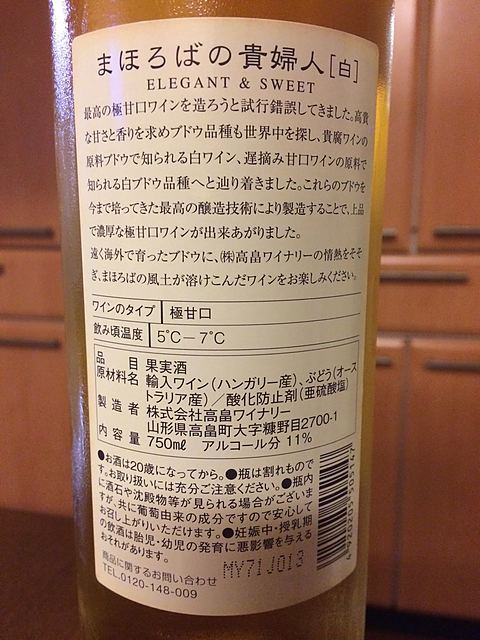 まほろばの貴婦人[白]
ELEGANT & SWEET
最高の極甘口ワインを造ろうと試行錯誤してきました。高貴
な甘さと香りを求めブドウ品種も世界中を探し、貴腐ワインの
原料ブドウで知られる白ワイン、遅摘み甘口ワインの原料で
知られる白ブドウ品種へと辿り着きました。これらのブドウを
今まで培ってきた最高の醸造技術により製造することで、上品
で濃厚な極甘口ワインが出来あがりました。
遠く海外で育ったブドウに、㈱高畠ワイナリーの情熱をそそ
ぎ、まほろばの風土が溶けこんだワインをお楽しみください。
ワインのタイプ 極甘口
飲み頃温度 5℃―7℃
品目 果実酒
原材料名 輸入ワイン(ハンガリー産)、ぶどう(オース
トラリア産)/酸化防止剤(亜硫酸塩)
製造者 株式会社高畠ワイナリー
山形県高畠町大字糠野目2700-1
内容量 750mℓ アルコール分 11%
●お酒は20歳になってから。●瓶は割れもので
す。お取り扱いには充分ご注意ください。●瓶内
に酒石や沈殿物等が見られる場合がございま
すが、共に葡萄由来の成分ですので安心して
お召し上がりいただけます。●妊娠中・授乳期
の飲酒は胎児・幼児の発育に悪影響を与える
おそれがあります。
商品に関するお問い合わせ
TEL.0120-148-009
MY71J013